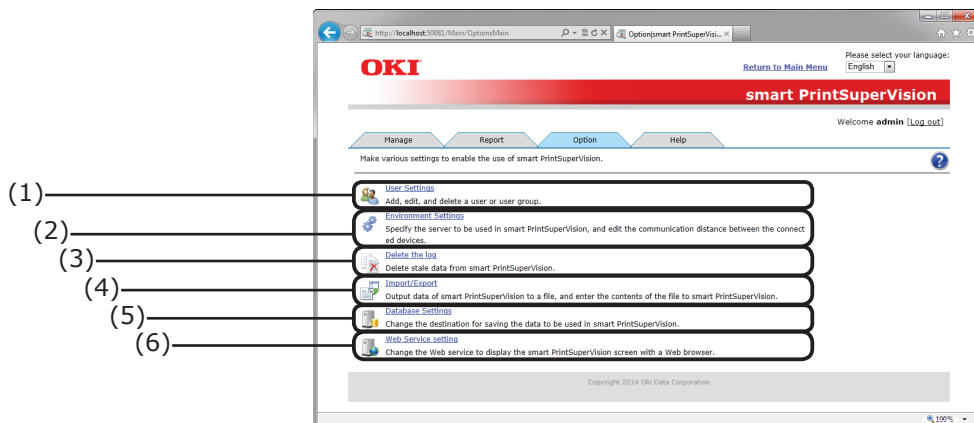 http://localhost:50081/Main/OptionsMain
Option|smart PrintSuperVisi...
OKI
Return to Main Menu
Please select your language:
English
smart PrintSuperVision
Welcome admin [Log out]
Manage
Report
Option
Help
Make various settings to enable the use of smart PrintSuperVision.
?
(1)
User Settings
Add, edit, and delete a user or user group.
(2)
Environment Settings
Specify the server to be used in smart PrintSuperVision, and edit the communication distance between the connect
ed devices.
(3)
Delete the log
Delete stale data from smart PrintSuperVision.
(4)
Import/Export
Output data of smart PrintSuperVision to a file, and enter the contents of the file to smart PrintSuperVision.
(5)
Database Settings
Change the destination for saving the data to be used in smart PrintSuperVision.
(6)
Web Service setting
Change the Web service to display the smart PrintSuperVision screen with a Web browser.
Copyright 2014 Oki Data Corporation
100%